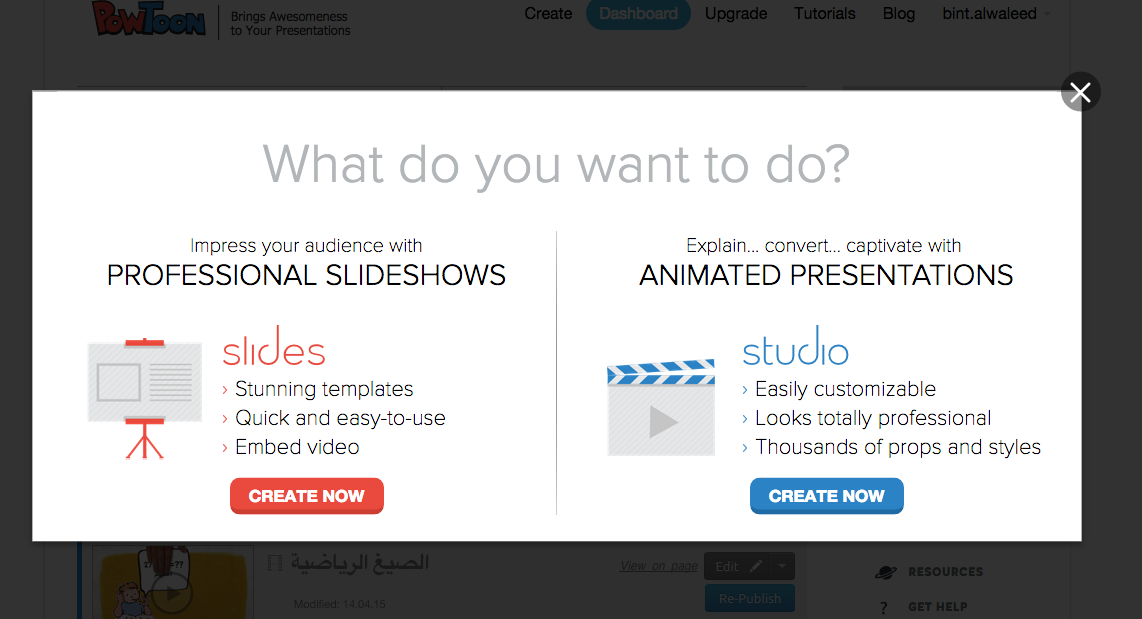 PowToon
Brings Awesomeness
to Your Presentations
Create Dashboard Upgrade Tutorials Blog bint.alwaleed
What do you want to do?
Impress your audience with
PROFESSIONAL SLIDESHOWS
slides
› Stunning templates
› Quick and easy-to-use
› Embed video
CREATE NOW
Explain... convert... captivate with
ANIMATED PRESENTATIONS
studio
› Easily customizable
› Looks totally professional
› Thousands of props and styles
CREATE NOW
الصيغ الرياضية
Modified: 14.04.15
View on page
Edit
Re-Publish
RESOURCES
? GET HELP